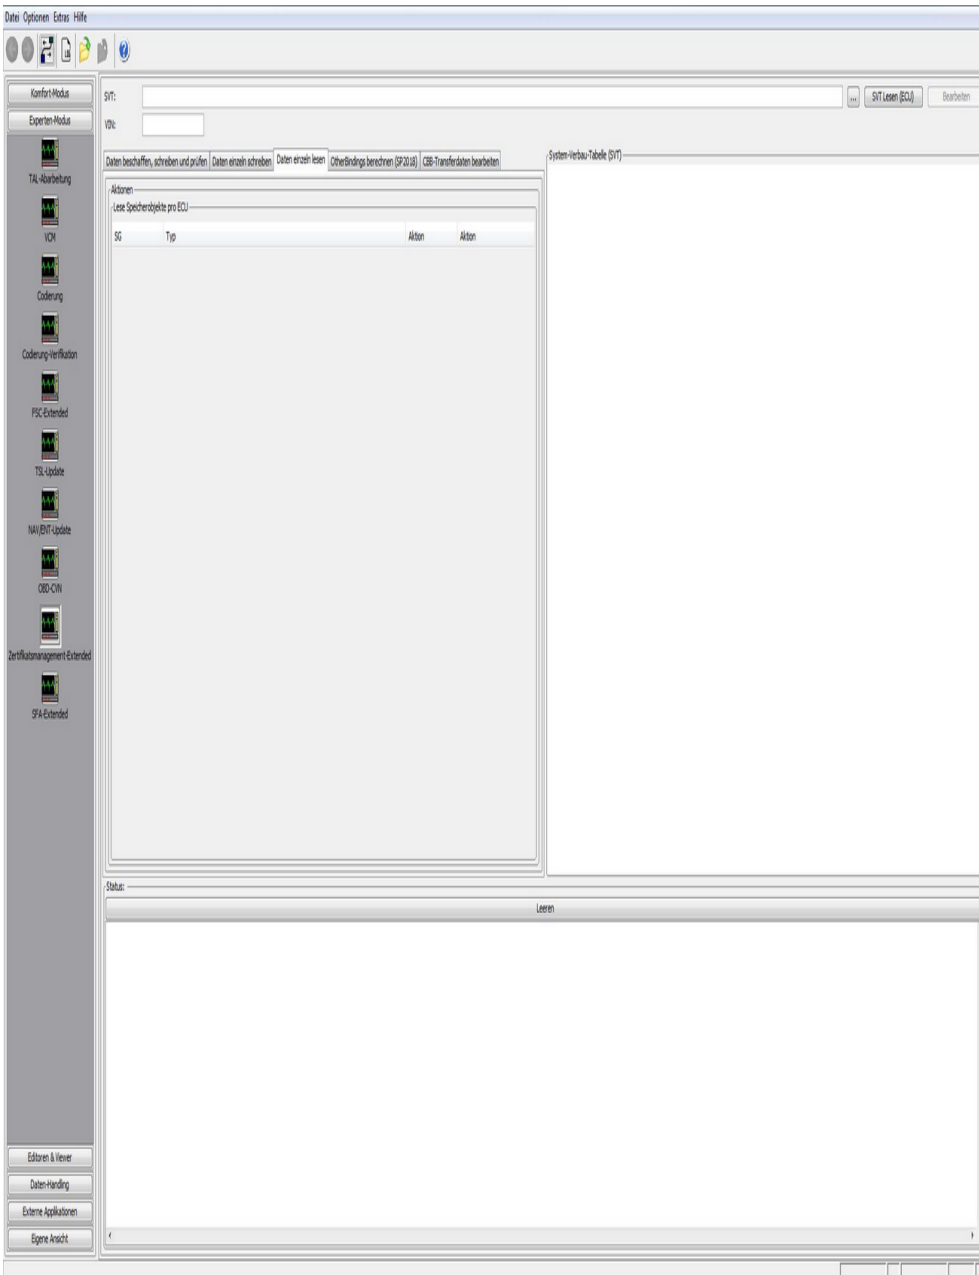 Datei Optionen Extras Hilfe
Komfort-Modus
Experten-Modus
TAL-Abarbeitung
VCM
Codierung
Codierung-Verifikation
FSC-Extended
TSL-Update
NAV/ENT-Update
OBD-CVN
Zertifikatsmanagement-Extended
SFA-Extended
Editoren & Viewer
Daten-Handling
Externe Applikationen
Eigene Ansicht
SVT: ... SVT Lesen (ECU) Bearbeiten
VIN:
Daten beschaffen, schreiben und prüfen Daten einzeln schreiben Daten einzeln lesen OtherBindings berechnen (SP2018) CBB-Transferdaten bearbeiten
Aktionen
Lese Speicherobjekte pro ECU
SG Typ Aktion Aktion
System-Verbau-Tabelle (SVT)
Status:
Leeren